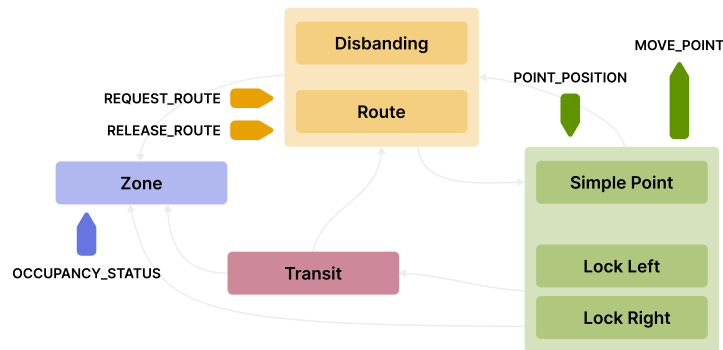 Disbanding
MOVE_POINT
POINT_POSITION
REQUEST_ROUTE
Route
RELEASE_ROUTE
Zone
Simple Point
OCCUPANCY_STATUS
Transit
Lock Left
Lock Right